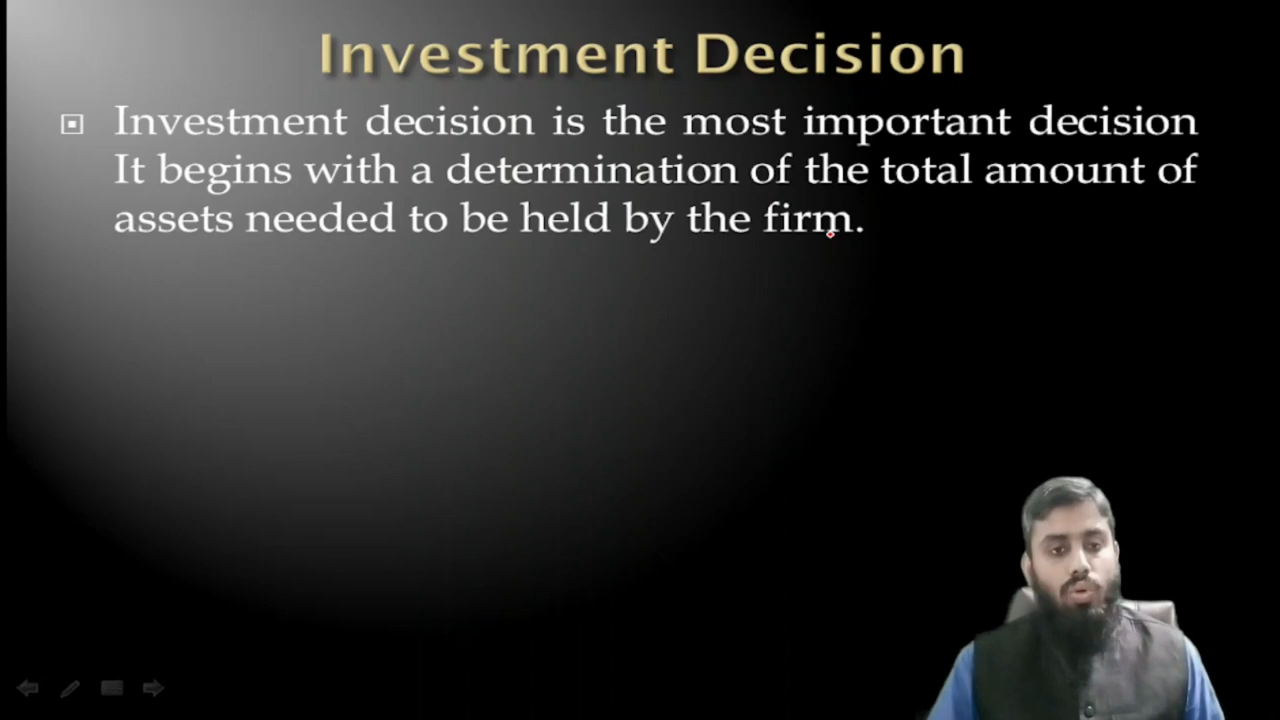 Investment Decision
Investment decision is the most important decision
It begins with a determination of the total amount of
assets needed to be held by the firm.